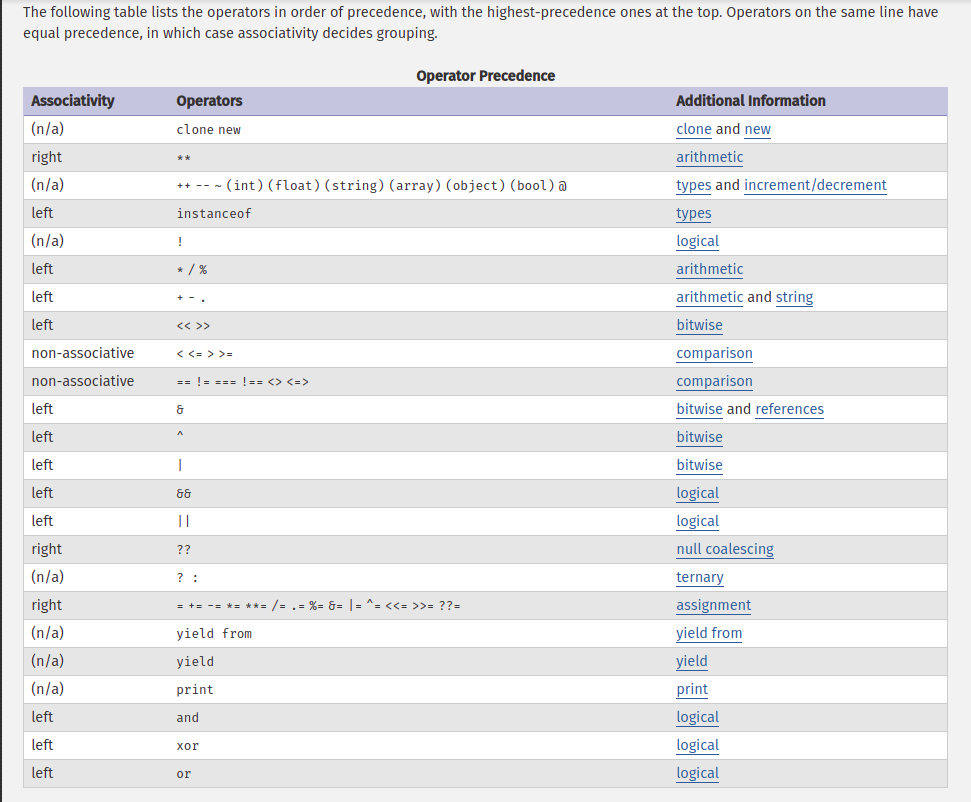 The following table lists the operators in order of precedence, with the highest-precedence ones at the top. Operators on the same line have
equal precedence, in which case associativity decides grouping.
Operator Precedence
Associativity Operators Additional Information
(n/a) clone new clone and new
right ** arithmetic
(n/a) ++ -- ~ (int) (float) (string) (array) (object) (bool) @ types and increment/decrement
left instanceof types
(n/a) ! logical
left * / % arithmetic
left + - . arithmetic and string
left << >> bitwise
non-associative < <= > >= comparison
non-associative == != === !== <> <=> comparison
left & bitwise and references
left ^ bitwise
left | bitwise
left && logical
left || logical
right ?? null coalescing
(n/a) ? : ternary
right = += -= *= **= /= .= %= &= |= ^= <<= >>= ??= assignment
(n/a) yield from yield from
(n/a) yield yield
(n/a) print print
left and logical
left xor logical
left or logical